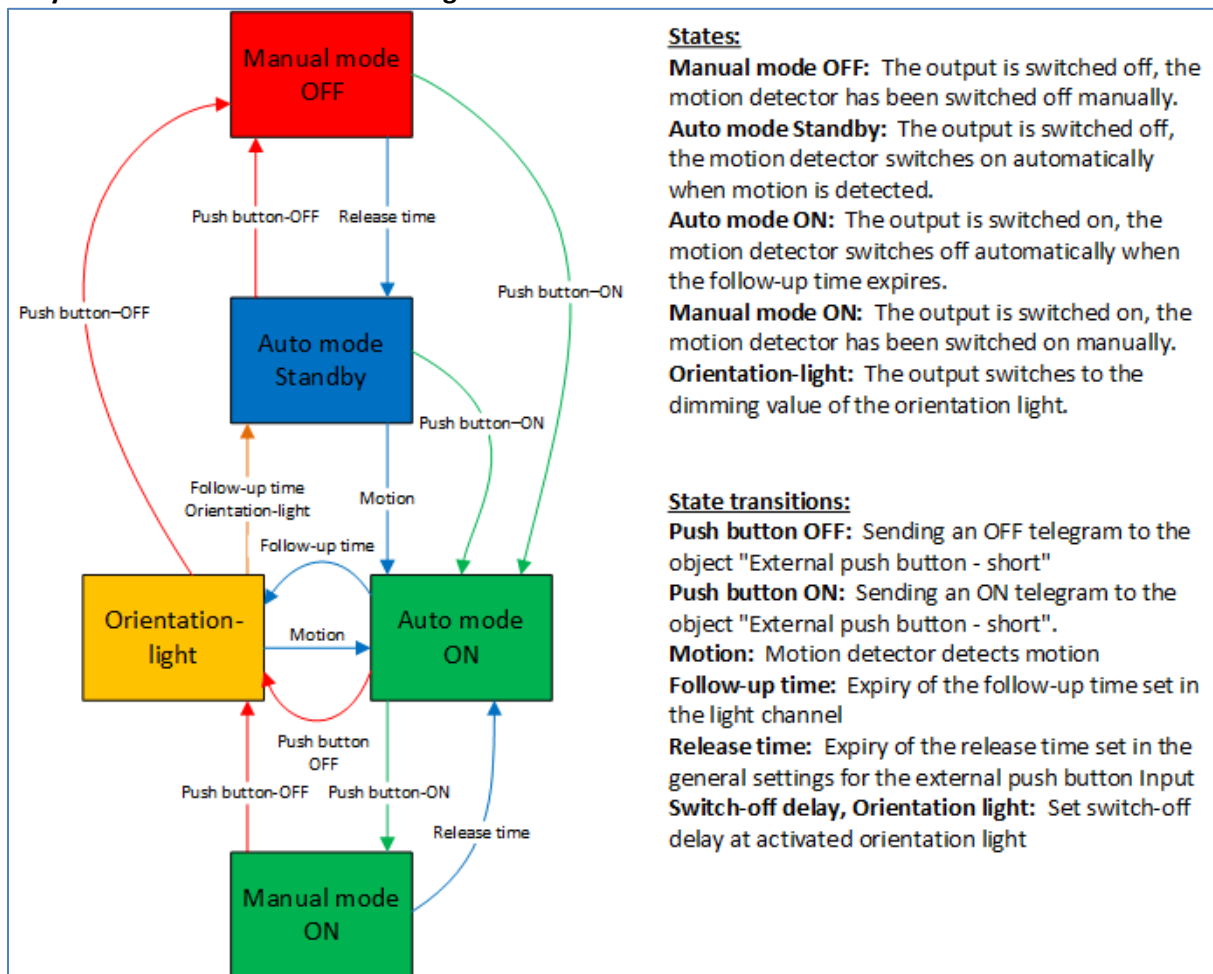 Manual mode
OFF
Push button-OFF
Release time
Push button–ON
Push button–OFF
Auto mode
Standby
Push button–ON
Follow-up time
Orientation-light
Motion
Follow-up time
Orientation-
light
Motion
Auto mode
ON
Push button
OFF
Push button-OFF
Push button-ON
Release time
Manual mode
ON
States:
Manual mode OFF: The output is switched off, the
motion detector has been switched off manually.
Auto mode Standby: The output is switched off,
the motion detector switches on automatically
when motion is detected.
Auto mode ON: The output is switched on, the
motion detector switches off automatically when
the follow-up time expires.
Manual mode ON: The output is switched on, the
motion detector has been switched on manually.
Orientation-light: The output switches to the
dimming value of the orientation light.
State transitions:
Push button OFF: Sending an OFF telegram to the
object "External push button - short"
Push button ON: Sending an ON telegram to the
object "External push button - short".
Motion: Motion detector detects motion
Follow-up time: Expiry of the follow-up time set in
the light channel
Release time: Expiry of the release time set in the
general settings for the external push button Input
Switch-off delay, Orientation light: Set switch-off
delay at activated orientation light